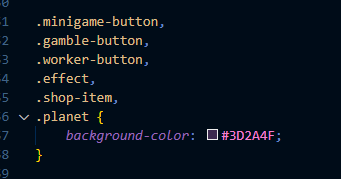 .minigame-button,
.gamble-button,
.worker-button,
.effect,
.shop-item,
.planet {
background-color: #3D2A4F;
}